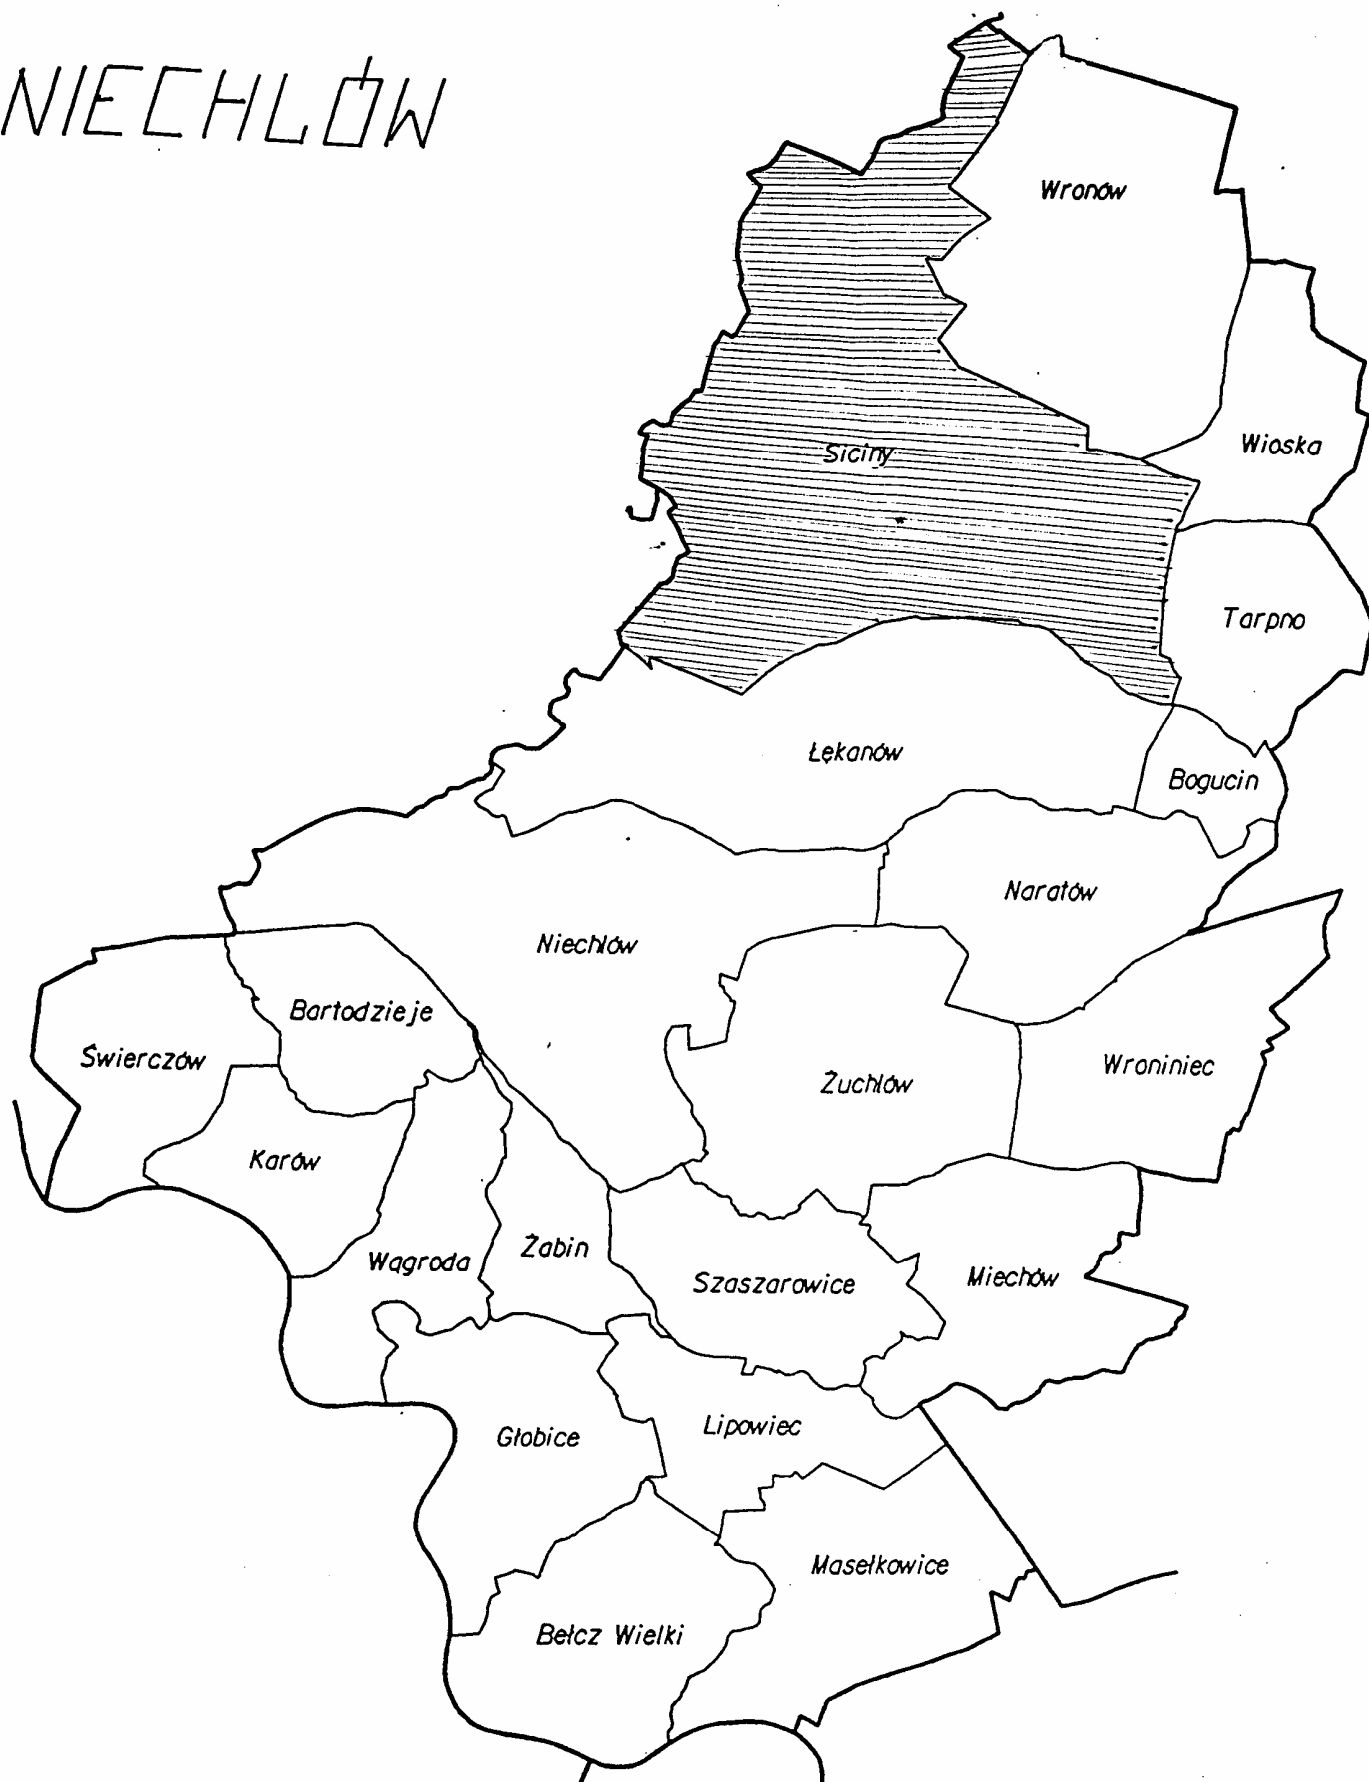 NIECHLÓW
Wronów
Wioska
Siciny
Tarpno
Łękanów
Bogucin
Naratów
Niechlów
Bartodzieje
Świerczów
Żuchlów
Wroniniec
Karów
Wągroda
Żabin
Szaszarowice
Miechów
Głobice
Lipowiec
Masełkowice
Bełcz Wielki